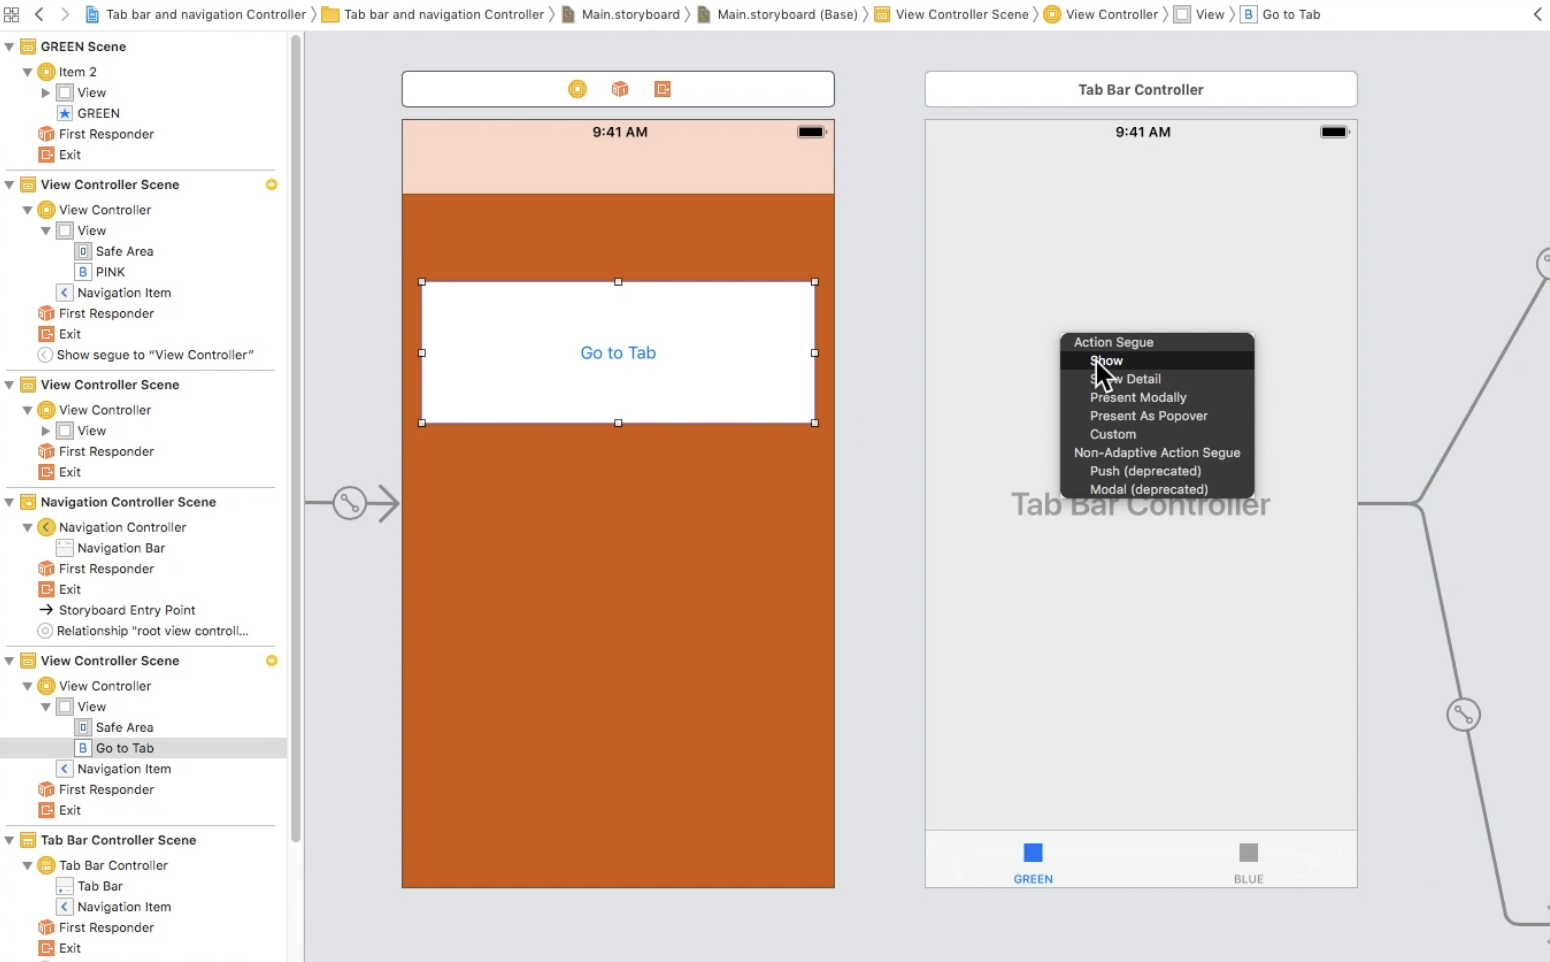 Tab bar and navigation Controller
Tab bar and navigation Controller
Main.storyboard
Main.storyboard (Base)
View Controller Scene
View Controller
View
B
Go to Tab
GREEN Scene
Item 2
View
GREEN
First Responder
Exit
View Controller Scene
View Controller
View
Safe Area
B PINK
Navigation Item
First Responder
Exit
Show segue to “View Controller”
View Controller Scene
View Controller
View
First Responder
Exit
Navigation Controller Scene
Navigation Controller
Navigation Bar
First Responder
Exit
Storyboard Entry Point
Relationship "root view controll...
View Controller Scene
View Controller
View
Safe Area
B Go to Tab
Navigation Item
First Responder
Exit
Tab Bar Controller Scene
Tab Bar Controller
Tab Bar
Navigation Item
First Responder
Exit
9:41 AM
Go to Tab
Tab Bar Controller
9:41 AM
Action Segue
Show
Detail
Present Modally
Present As Popover
Custom
Non-Adaptive Action Segue
Push (deprecated)
Modal (deprecated)
Tab Bar Controller
GREEN
BLUE